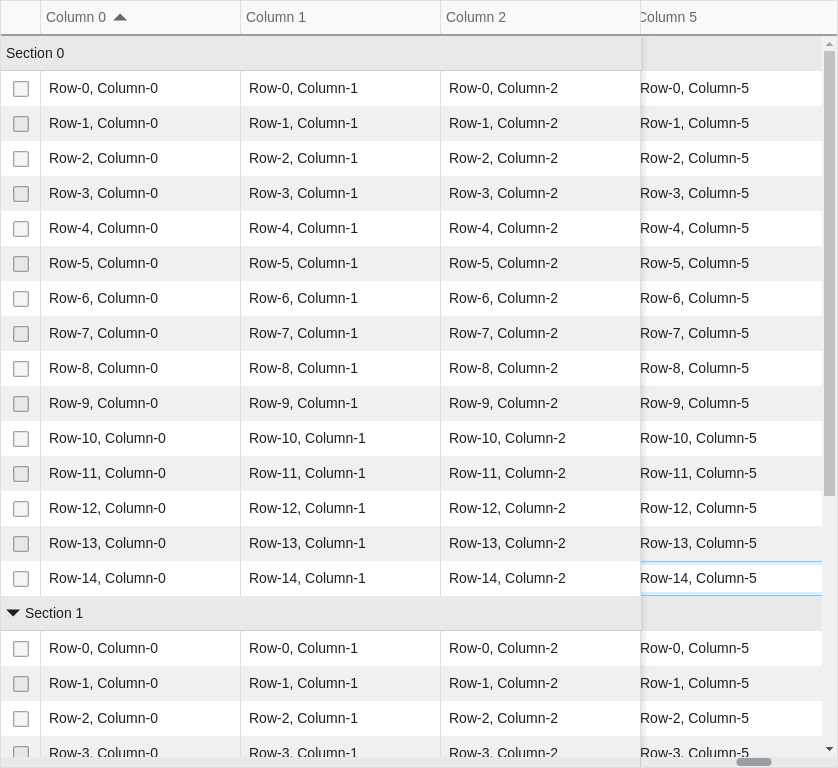 Column 0 Column 1 Column 2 Column 5
Section 0
Row-0, Column-0 Row-0, Column-1 Row-0, Column-2 Row-0, Column-5
Row-1, Column-0 Row-1, Column-1 Row-1, Column-2 Row-1, Column-5
Row-2, Column-0 Row-2, Column-1 Row-2, Column-2 Row-2, Column-5
Row-3, Column-0 Row-3, Column-1 Row-3, Column-2 Row-3, Column-5
Row-4, Column-0 Row-4, Column-1 Row-4, Column-2 Row-4, Column-5
Row-5, Column-0 Row-5, Column-1 Row-5, Column-2 Row-5, Column-5
Row-6, Column-0 Row-6, Column-1 Row-6, Column-2 Row-6, Column-5
Row-7, Column-0 Row-7, Column-1 Row-7, Column-2 Row-7, Column-5
Row-8, Column-0 Row-8, Column-1 Row-8, Column-2 Row-8, Column-5
Row-9, Column-0 Row-9, Column-1 Row-9, Column-2 Row-9, Column-5
Row-10, Column-0 Row-10, Column-1 Row-10, Column-2 Row-10, Column-5
Row-11, Column-0 Row-11, Column-1 Row-11, Column-2 Row-11, Column-5
Row-12, Column-0 Row-12, Column-1 Row-12, Column-2 Row-12, Column-5
Row-13, Column-0 Row-13, Column-1 Row-13, Column-2 Row-13, Column-5
Row-14, Column-0 Row-14, Column-1 Row-14, Column-2 Row-14, Column-5
Section 1
Row-0, Column-0 Row-0, Column-1 Row-0, Column-2 Row-0, Column-5
Row-1, Column-0 Row-1, Column-1 Row-1, Column-2 Row-1, Column-5
Row-2, Column-0 Row-2, Column-1 Row-2, Column-2 Row-2, Column-5
Row-3, Column-0 Row-3, Column-1 Row-3, Column-2 Row-3, Column-5